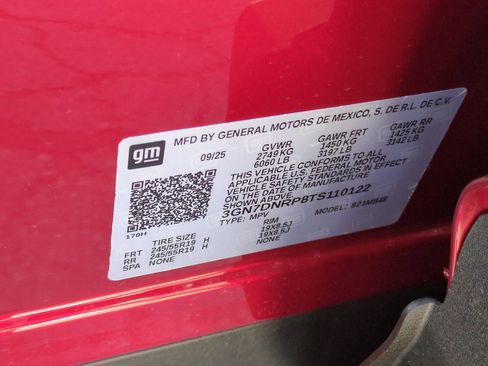 gm
MFD BY GENERAL MOTORS DE MEXICO, S. DE R.L. DE C.V.
09/25 GVWR GAWR FRT GAWR RR
2749 KG 1450 KG 1425 KG
6060 LB 3197 LB 3142 LB
THIS VEHICLE CONFORMS TO ALL
APPLICABLE U.S. FEDERAL MOTOR
VEHICLE SAFETY STANDARDS IN EFFECT
ON THE DATE OF MANUFACTURE SHOWN ABOVE
3GN7DNRP8TS110122
TYPE: MPV MODEL:
170H
TIRE SIZE RIM
FRT 245/55R19 H 19X8.5J
RR 245/55R19 H 19X8.5J
SPA NONE NONE